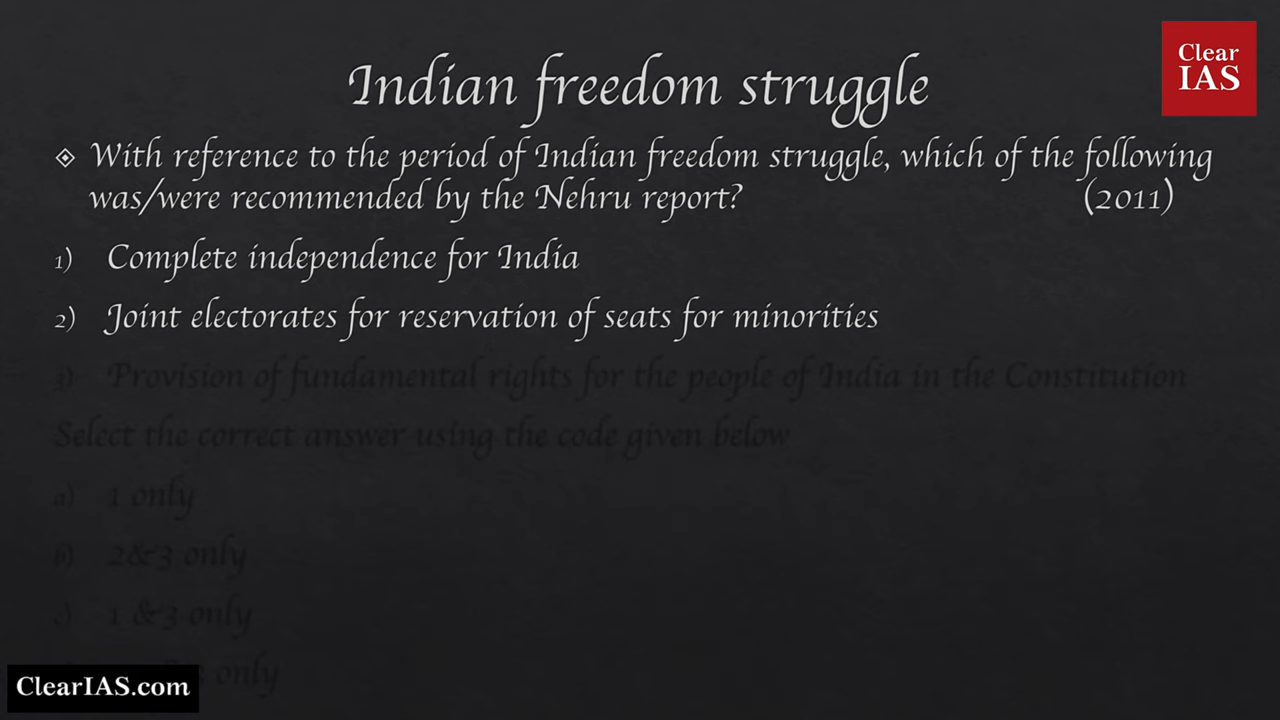 Clear
IAS
Indian freedom struggle
With reference to the period of Indian freedom struggle, which of the following
was/were recommended by the Nehru report? (2011)
1) Complete independence for India
2) Joint electorates for reservation of seats for minorities
3) Provision of fundamental rights for the people of India in the Constitution
Select the correct answer using the code given below
a) 1 only
b) 2&3 only
c) 1 &3 only
only
ClearIAS.com